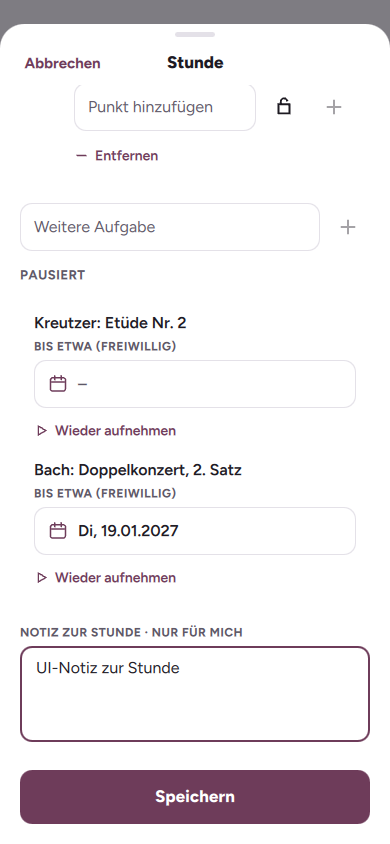 Abbrechen
Stunde
Punkt hinzufügen
Entfernen
Weitere Aufgabe
PAUSIERT
Kreutzer: Etüde Nr. 2
BIS ETWA (FREIWILLIG)
–
Wieder aufnehmen
Bach: Doppelkonzert, 2. Satz
BIS ETWA (FREIWILLIG)
Di, 19.01.2027
Wieder aufnehmen
NOTIZ ZUR STUNDE · NUR FÜR MICH
UI-Notiz zur Stunde
Speichern